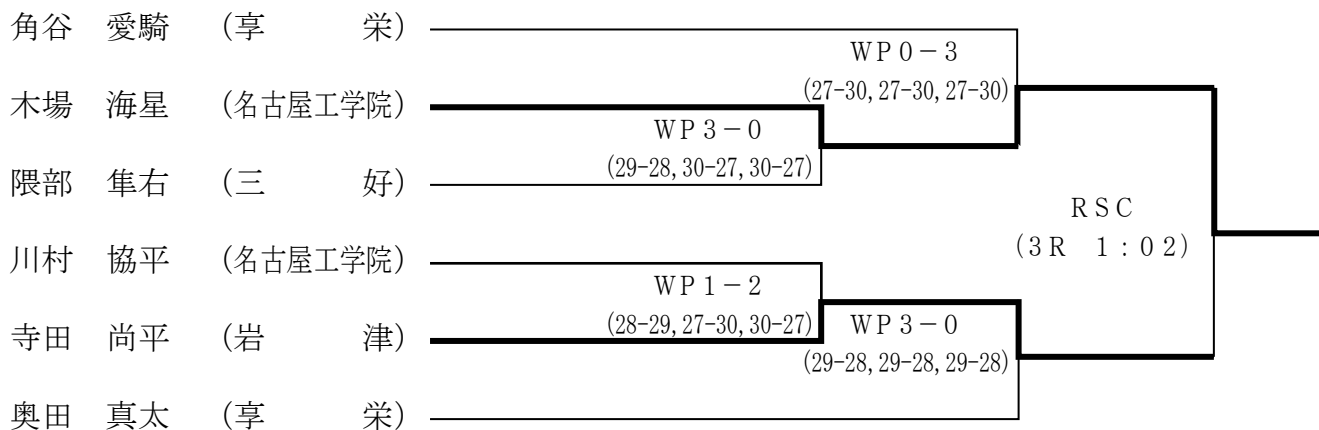 角谷 愛騎 (享 栄)
WP0-3
(27-30, 27-30, 27-30)
木場 海星 (名古屋工学院)
WP3-0
(29-28, 30-27, 30-27)
隈部 隼右 (三 好)
RSC
(3R 1:02)
川村 協平 (名古屋工学院)
WP1-2
(28-29, 27-30, 30-27)
寺田 尚平 (岩 津)
WP3-0
(29-28, 29-28, 29-28)
奥田 真太 (享 栄)